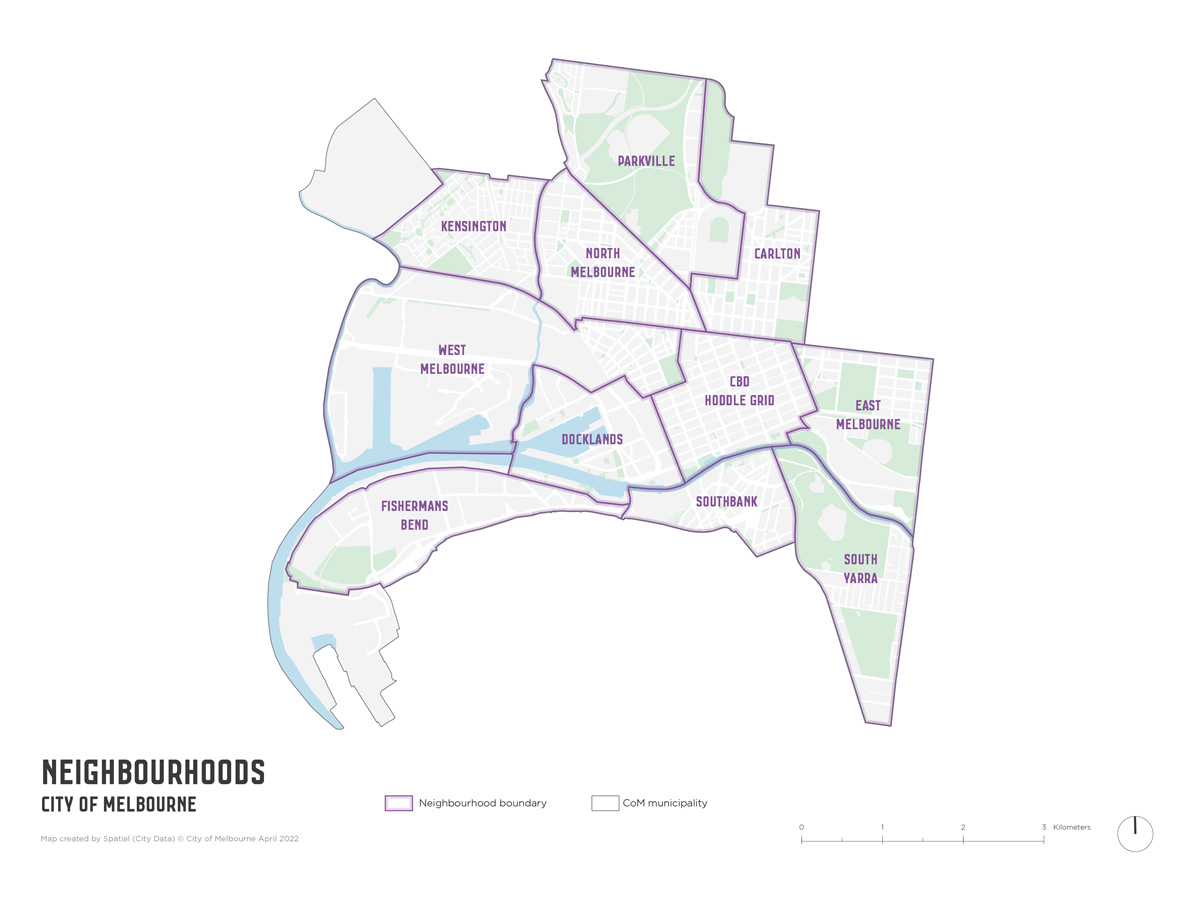 PARKVILLE
KENSINGTON
NORTH
MELBOURNE
CARLTON
WEST
MELBOURNE
CBD
HODDLE GRID
EAST
MELBOURNE
DOCKLANDS
FISHERMANS
BEND
SOUTHBANK
SOUTH
YARRA
NEIGHBOURHOODS
CITY OF MELBOURNE
Map created by Spatial (City Data) © City of Melbourne April 2022
Neighbourhood boundary
CoM municipality
0 1 2 3 Kilometers